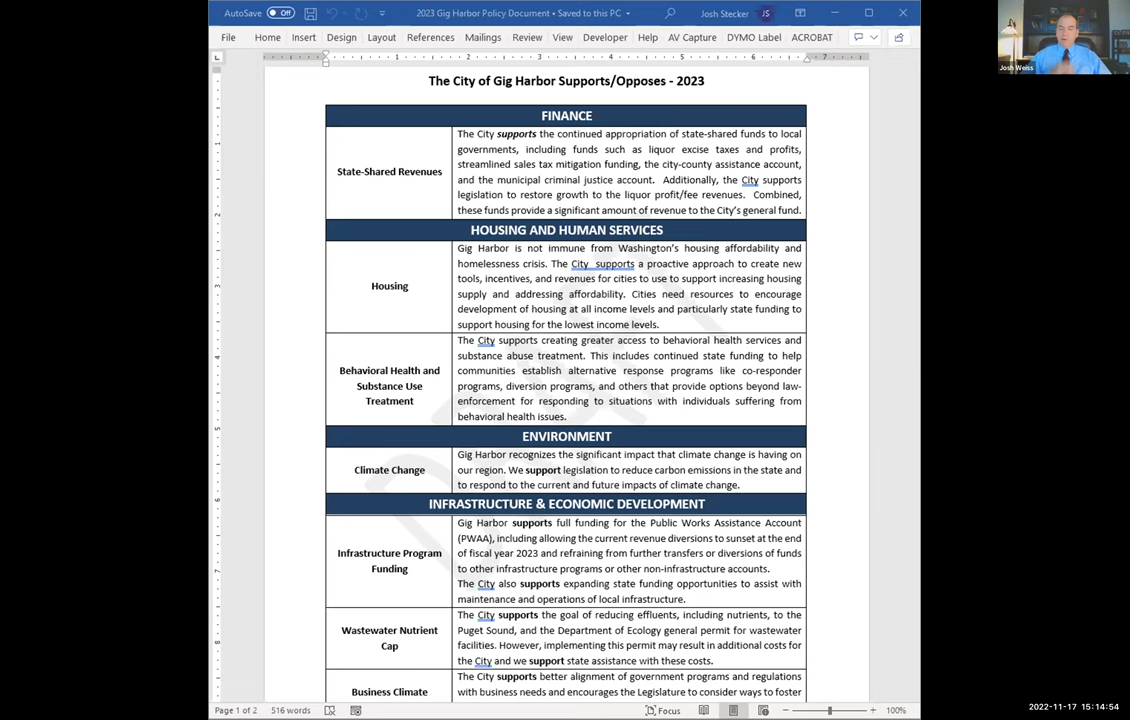 AutoSave Off 2023 Gig Harbor Policy Document • Saved to this PC Josh Stecker JS
File Home Insert Design Layout References Mailings Review View Developer Help AV Capture DYMO Label ACROBAT
1 2 3 4 5 6 7
Josh Weiss
The City of Gig Harbor Supports/Opposes - 2023
FINANCE
State-Shared Revenues
The City supports the continued appropriation of state-shared funds to local
governments, including funds such as liquor excise taxes and profits,
streamlined sales tax mitigation funding, the city-county assistance account,
and the municipal criminal justice account. Additionally, the City supports
legislation to restore growth to the liquor profit/fee revenues. Combined,
these funds provide a significant amount of revenue to the City's general fund.
HOUSING AND HUMAN SERVICES
Housing
Gig Harbor is not immune from Washington's housing affordability and
homelessness crisis. The City supports a proactive approach to create new
tools, incentives, and revenues for cities to use to support increasing housing
supply and addressing affordability. Cities need resources to encourage
development of housing at all income levels and particularly state funding to
support housing for the lowest income levels.
Behavioral Health and
Substance Use
Treatment
The City supports creating greater access to behavioral health services and
substance abuse treatment. This includes continued state funding to help
communities establish alternative response programs like co-responder
programs, diversion programs, and others that provide options beyond law-
enforcement for responding to situations with individuals suffering from
behavioral health issues.
ENVIRONMENT
Climate Change
Gig Harbor recognizes the significant impact that climate change is having on
our region. We support legislation to reduce carbon emissions in the state and
to respond to the current and future impacts of climate change.
INFRASTRUCTURE & ECONOMIC DEVELOPMENT
Infrastructure Program
Funding
Gig Harbor supports full funding for the Public Works Assistance Account
(PWAA), including allowing the current revenue diversions to sunset at the end
of fiscal year 2023 and refraining from further transfers or diversions of funds
to other infrastructure programs or other non-infrastructure accounts.
The City also supports expanding state funding opportunities to assist with
maintenance and operations of local infrastructure.
Wastewater Nutrient
Cap
The City supports the goal of reducing effluents, including nutrients, to the
Puget Sound, and the Department of Ecology general permit for wastewater
facilities. However, implementing this permit may result in additional costs for
the City and we support state assistance with these costs.
Business Climate
The City supports better alignment of government programs and regulations
with business needs and encourages the Legislature to consider ways to foster
DRAFT
1 2 3 4 5 6 7 8
Page 1 of 2 516 words Focus 100%
2022-11-17 15:14:54